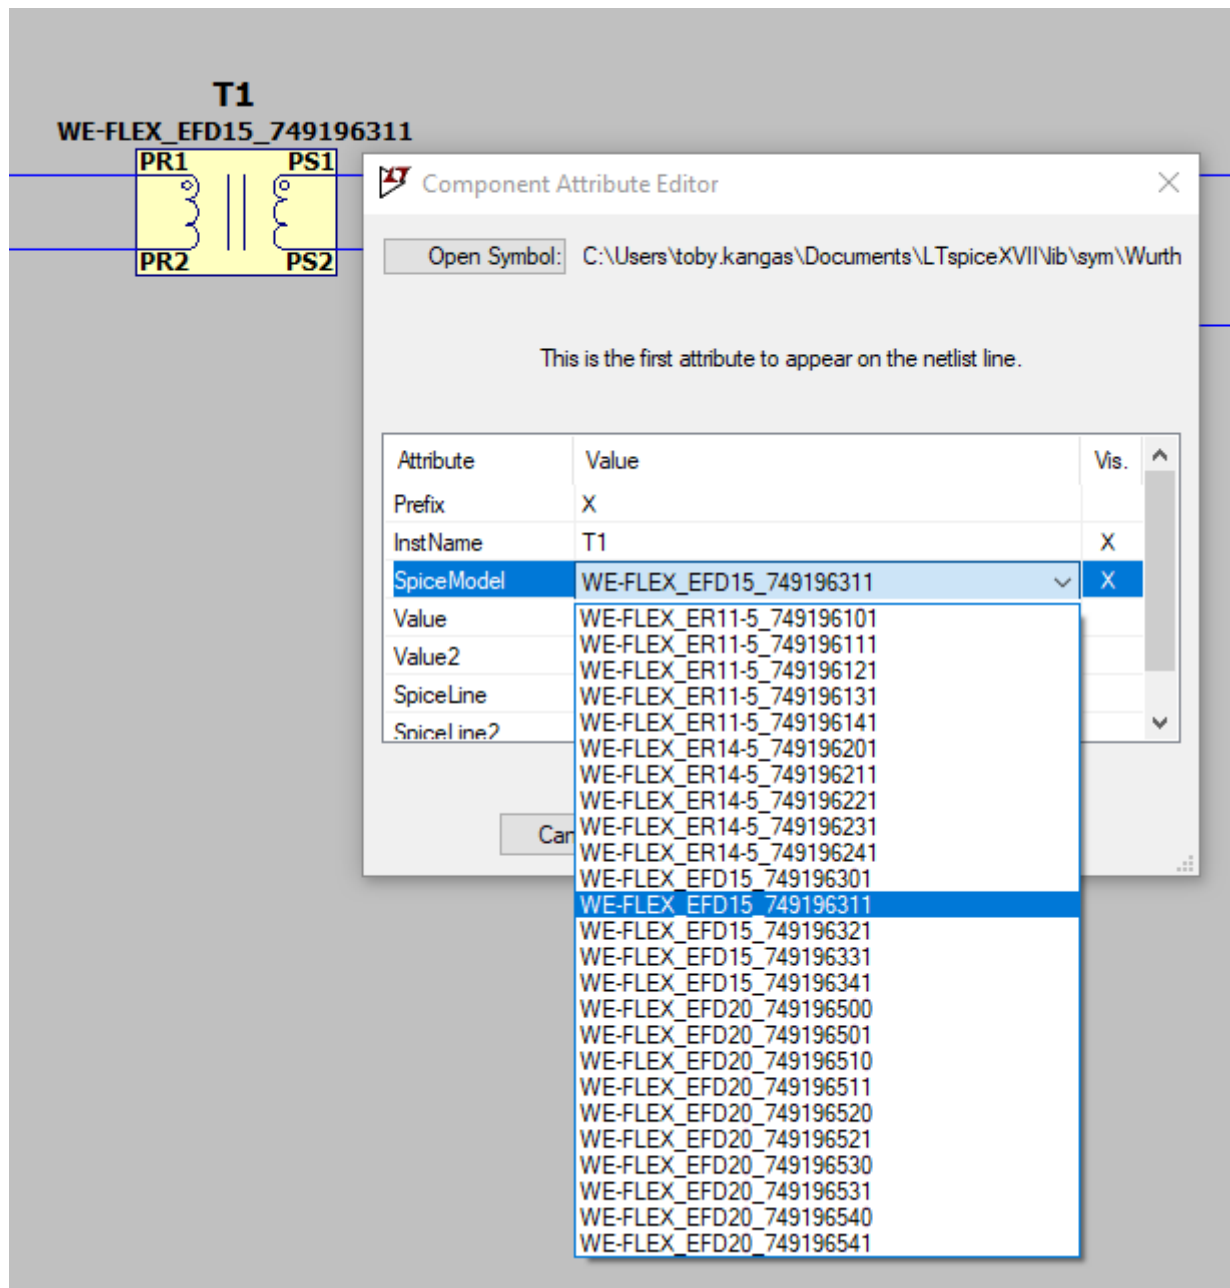 T1
WE-FLEX_EFD15_749196311
PR1 PS1
PR2 PS2
Component Attribute Editor
Open Symbol: C:\Users\toby.kangas\Documents\LTspiceXVII\lib\sym\Wurth
This is the first attribute to appear on the netlist line.
Attribute Value Vis.
Prefix X
InstName T1 X
SpiceModel WE-FLEX_EFD15_749196311 X
Value
Value2
SpiceLine
SpiceLine2
Can
WE-FLEX_ER11-5_749196101
WE-FLEX_ER11-5_749196111
WE-FLEX_ER11-5_749196121
WE-FLEX_ER11-5_749196131
WE-FLEX_ER11-5_749196141
WE-FLEX_ER14-5_749196201
WE-FLEX_ER14-5_749196211
WE-FLEX_ER14-5_749196221
WE-FLEX_ER14-5_749196231
WE-FLEX_ER14-5_749196241
WE-FLEX_EFD15_749196301
WE-FLEX_EFD15_749196311
WE-FLEX_EFD15_749196321
WE-FLEX_EFD15_749196331
WE-FLEX_EFD15_749196341
WE-FLEX_EFD20_749196500
WE-FLEX_EFD20_749196501
WE-FLEX_EFD20_749196510
WE-FLEX_EFD20_749196511
WE-FLEX_EFD20_749196520
WE-FLEX_EFD20_749196521
WE-FLEX_EFD20_749196530
WE-FLEX_EFD20_749196531
WE-FLEX_EFD20_749196540
WE-FLEX_EFD20_749196541